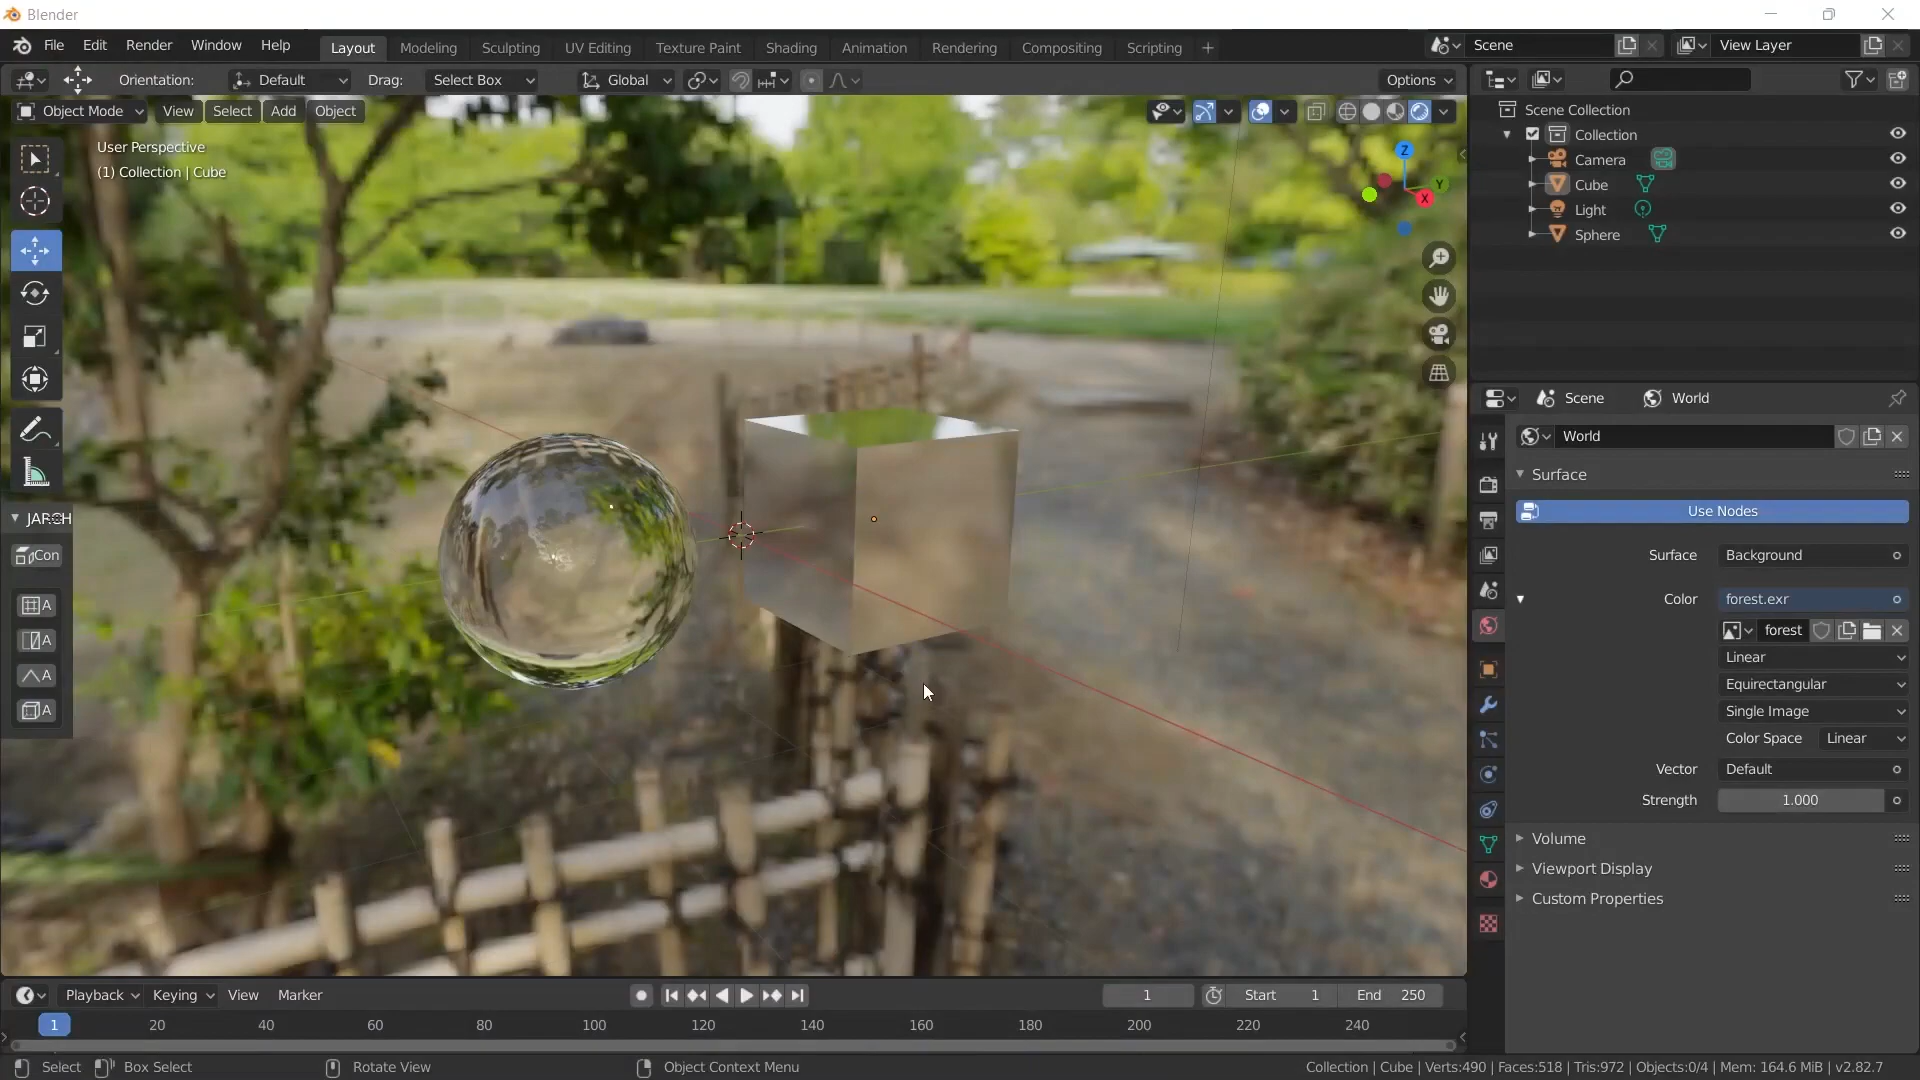 Blender
File Edit Render Window Help Layout Modeling Sculpting UV Editing Texture Paint Shading Animation Rendering Compositing Scripting + Scene View Layer
Orientation: Default Drag: Select Box Global Options
Object Mode View Select Add Object
User Perspective
(1) Collection | Cube
Z
Y
X
JARCH
Con
A
A
A
A
Scene Collection
Collection
Camera
Cube
Light
Sphere
Scene World
World
Surface
Use Nodes
Surface Background
Color forest.exr
forest
Linear
Equirectangular
Single Image
Color Space Linear
Vector Default
Strength 1.000
Volume
Viewport Display
Custom Properties
Playback Keying View Marker 1 Start 1 End 250
1 20 40 60 80 100 120 140 160 180 200 220 240
Select Box Select Rotate View Object Context Menu Collection | Cube | Verts:490 | Faces:518 | Tris:972 | Objects:0/4 | Mem: 164.6 MiB | v2.82.7